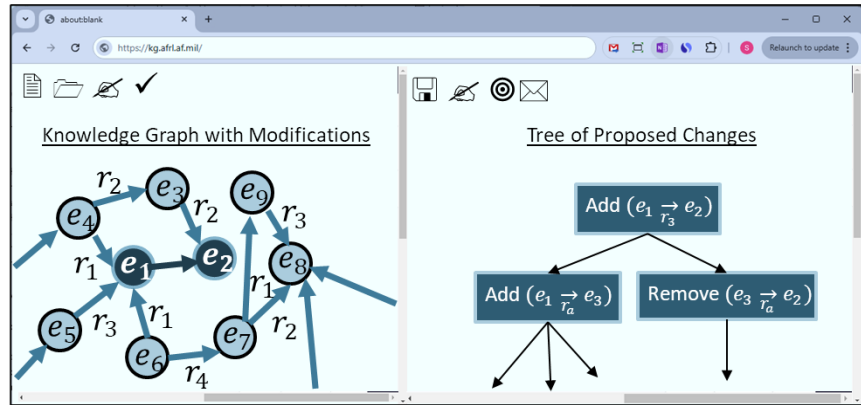 about:blank
https://kg.afrl.af.mil/
S
Relaunch to update
Knowledge Graph with Modifications
r₂
e₃
e₉
e₄
r₂
r₃
r₁
e₁
e₂
e₈
r₁
e₅
r₃
r₁
e₇
r₂
e₆
r₄
Tree of Proposed Changes
Add (e₁ →r₃ e₂)
Add (e₁ →rₐ e₃)
Remove (e₃ →rₐ e₂)